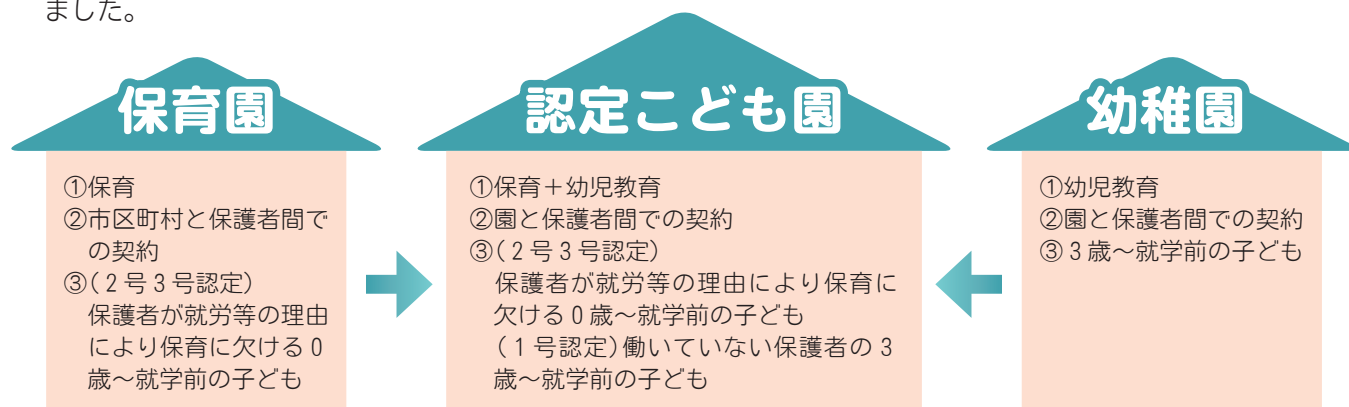 ました。
保育園
①保育
②市区町村と保護者間で
の契約
③(2号3号認定)
保護者が就労等の理由
により保育に欠ける0
歳~就学前の子ども
認定こども園
①保育+幼児教育
②園と保護者間での契約
③(2号3号認定)
保護者が就労等の理由により保育に
欠ける0歳~就学前の子ども
(1号認定)働いていない保護者の3
歳~就学前の子ども
幼稚園
①幼児教育
②園と保護者間での契約
③3歳~就学前の子ども